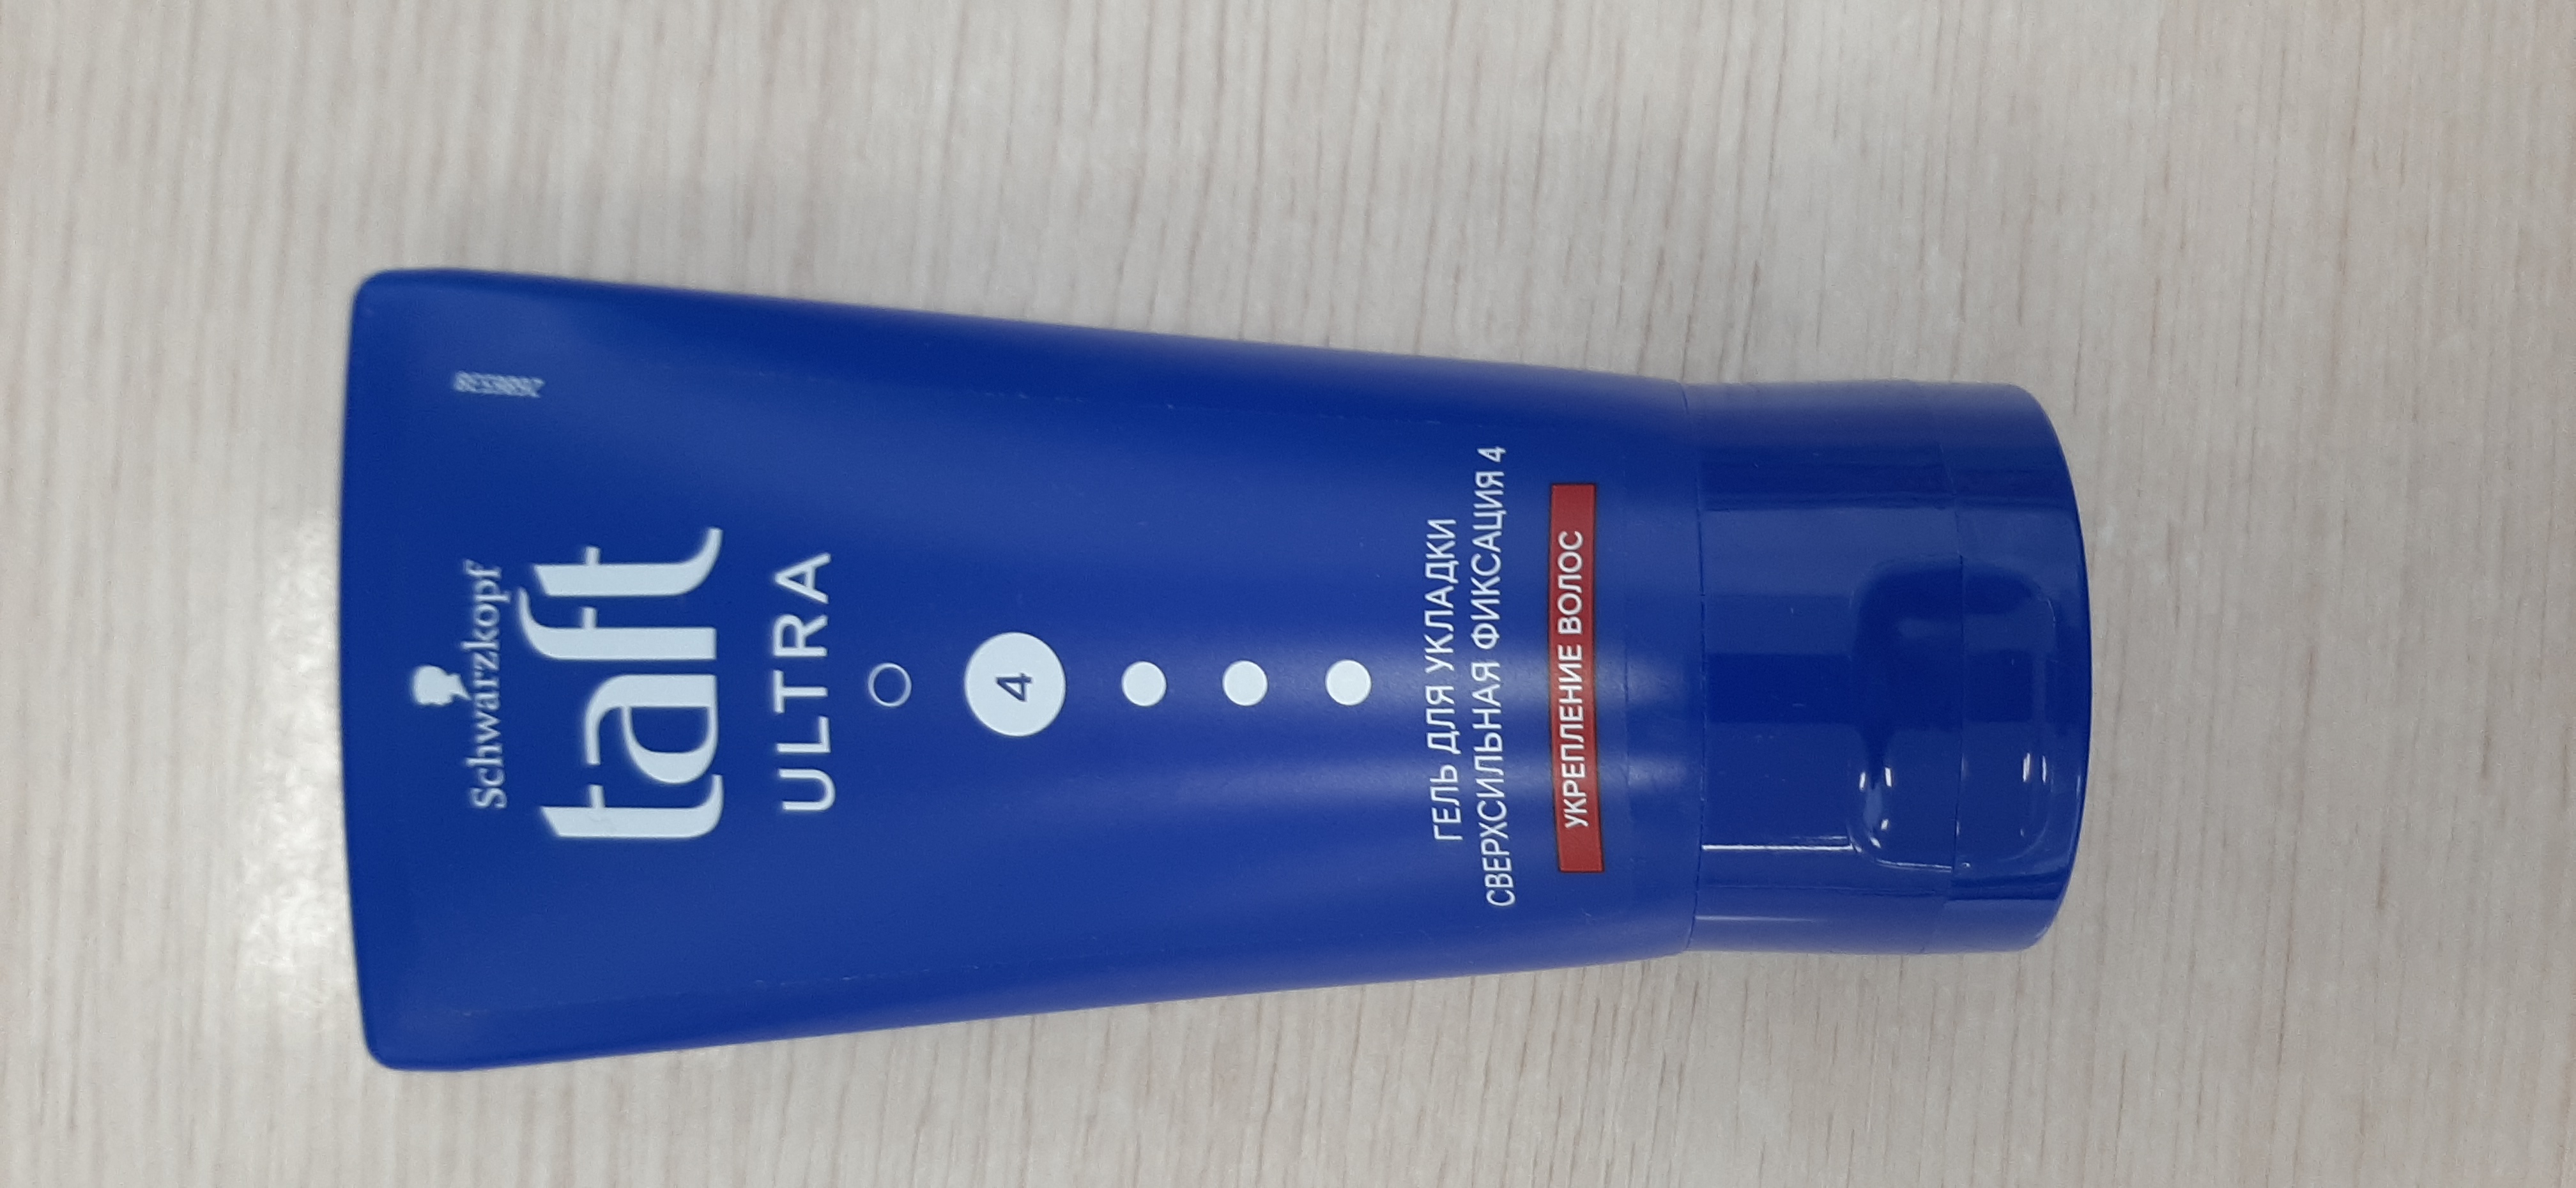 Schwarzkopf
taft
ULTRA
4
ГЕЛЬ ДЛЯ УКЛАДКИ
СВЕРХСИЛЬНАЯ ФИКСАЦИЯ 4
УКРЕПЛЕНИЕ ВОЛОС